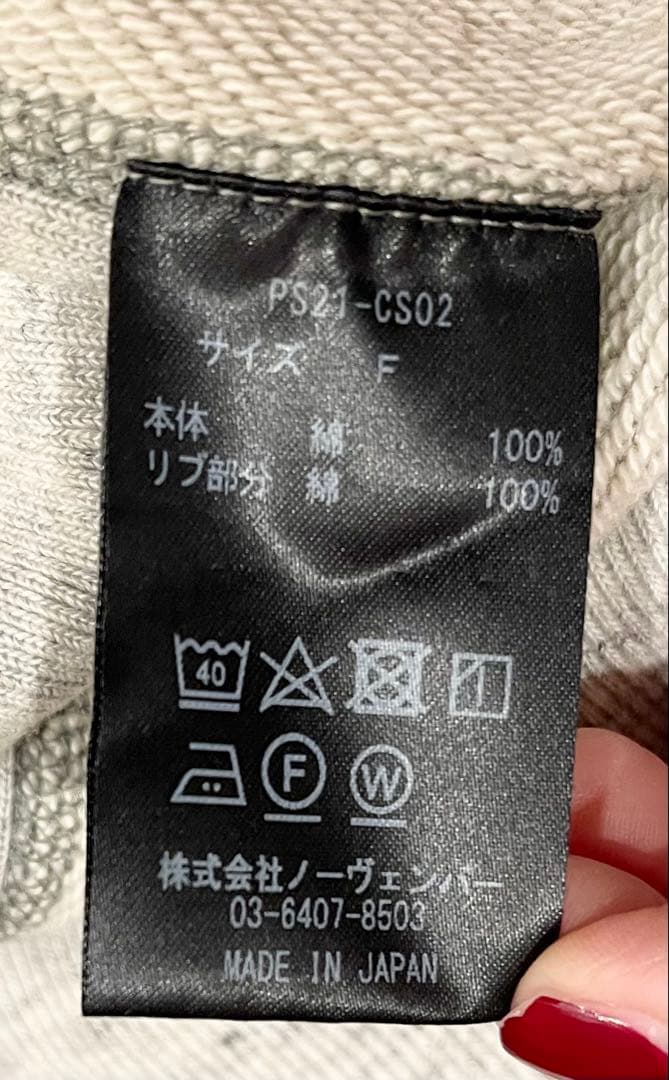 PS21-CS02
サイズ F
本体 綿 100%
リブ部分 綿 100%
40
F W
株式会社ノーヴェンバー
03-6407-8503
MADE IN JAPAN